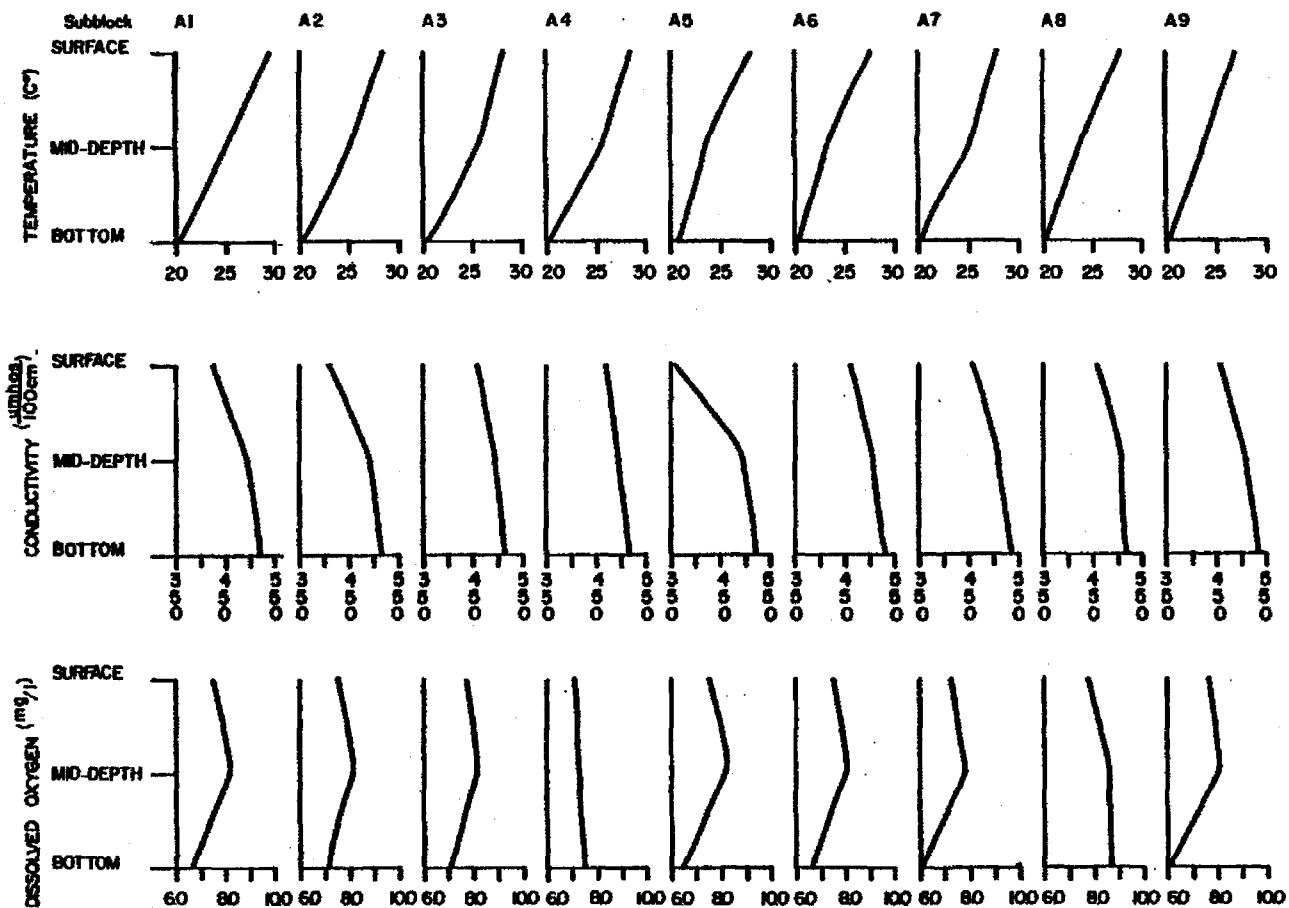 Subblock A1 A2 A3 A4 A5 A6 A7 A8 A9
TEMPERATURE (C°)
SURFACE
MID-DEPTH
BOTTOM
20 25 30 20 25 30 20 25 30 20 25 30 20 25 30 20 25 30 20 25 30 20 25 30 20 25 30
CONDUCTIVITY (umhos/100cm)
SURFACE
MID-DEPTH
BOTTOM
350 450 550 350 450 550 350 450 550 350 450 550 350 450 550 350 450 550 350 450 550 350 450 550 350 450 550
DISSOLVED OXYGEN (mg/l)
SURFACE
MID-DEPTH
BOTTOM
60 80 100 60 80 100 60 80 100 60 80 100 60 80 100 60 80 100 60 80 100 60 80 100 60 80 100